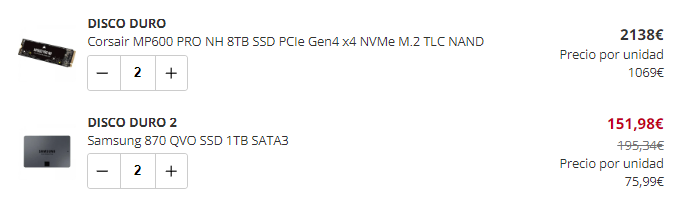 DISCO DURO
Corsair MP600 PRO NH 8TB SSD PCIe Gen4 x4 NVMe M.2 TLC NAND
2138€
Precio por unidad
1069€
− 2 +
DISCO DURO 2
Samsung 870 QVO SSD 1TB SATA3
151,98€
195,34€
Precio por unidad
75,99€
− 2 +